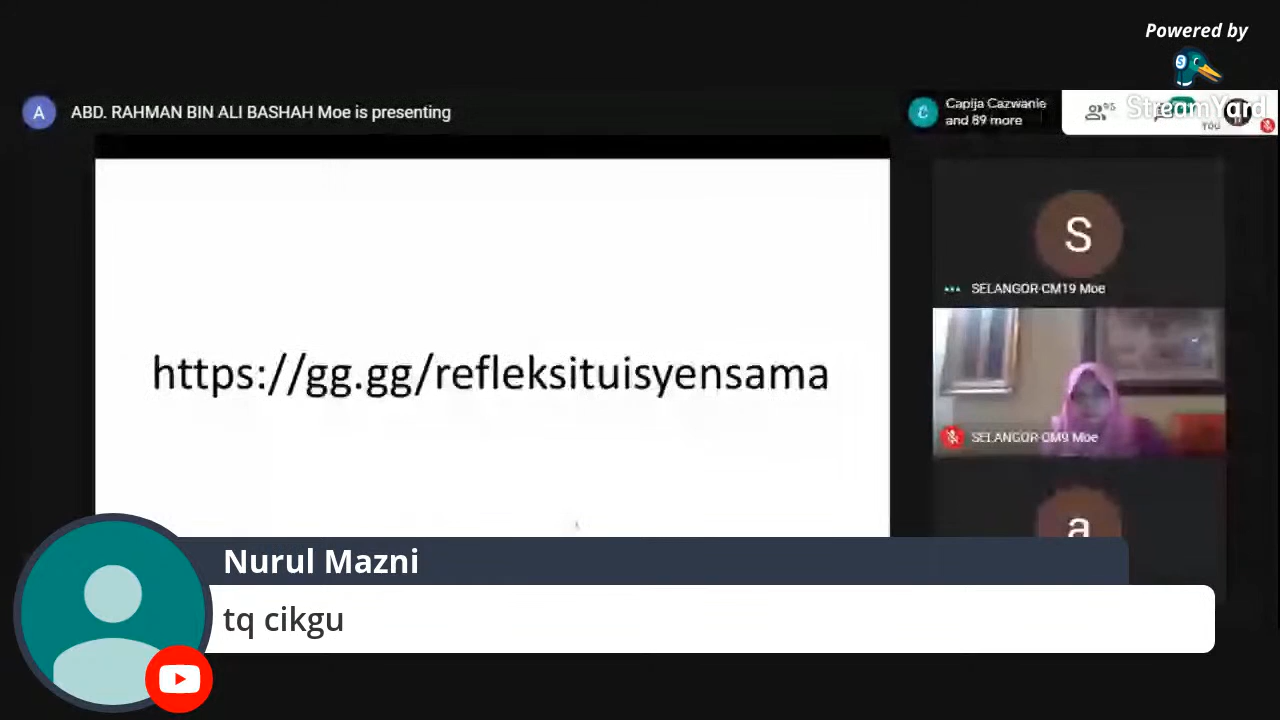 Powered by
StreamYard
A
ABD. RAHMAN BIN ALI BASHAH Moe is presenting
C
Capija Cazwanie
and 89 more
95
You
S
SELANGOR-CM19 Moe
https://gg.gg/refleksituisyensama
SELANGOR-CM9 Moe
a
Nurul Mazni
tq cikgu